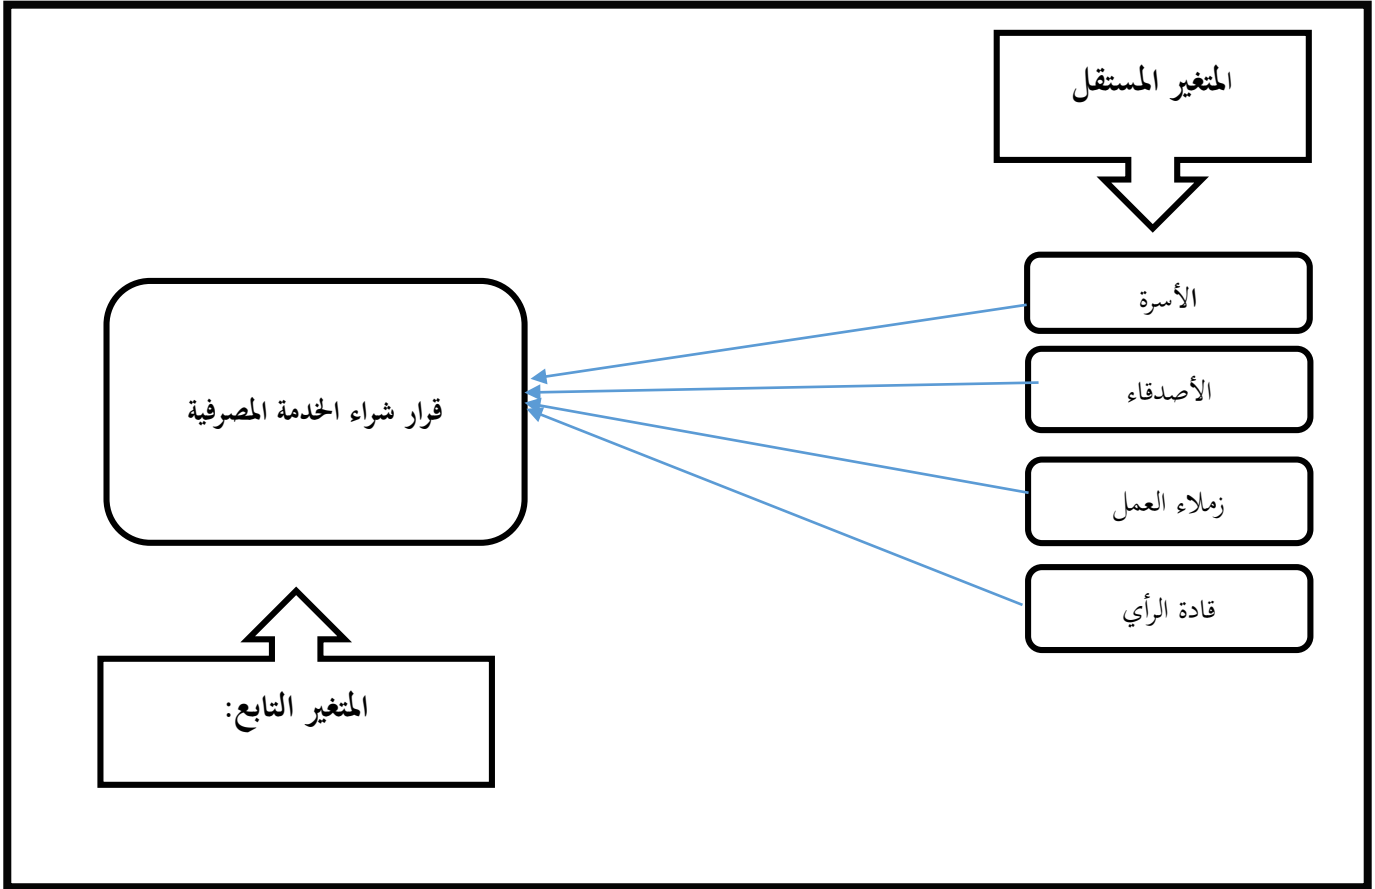 المتغير المستقل
الأسرة
الأصدقاء
زملاء العمل
قادة الرأي
قرار شراء الخدمة المصرفية
المتغير التابع: